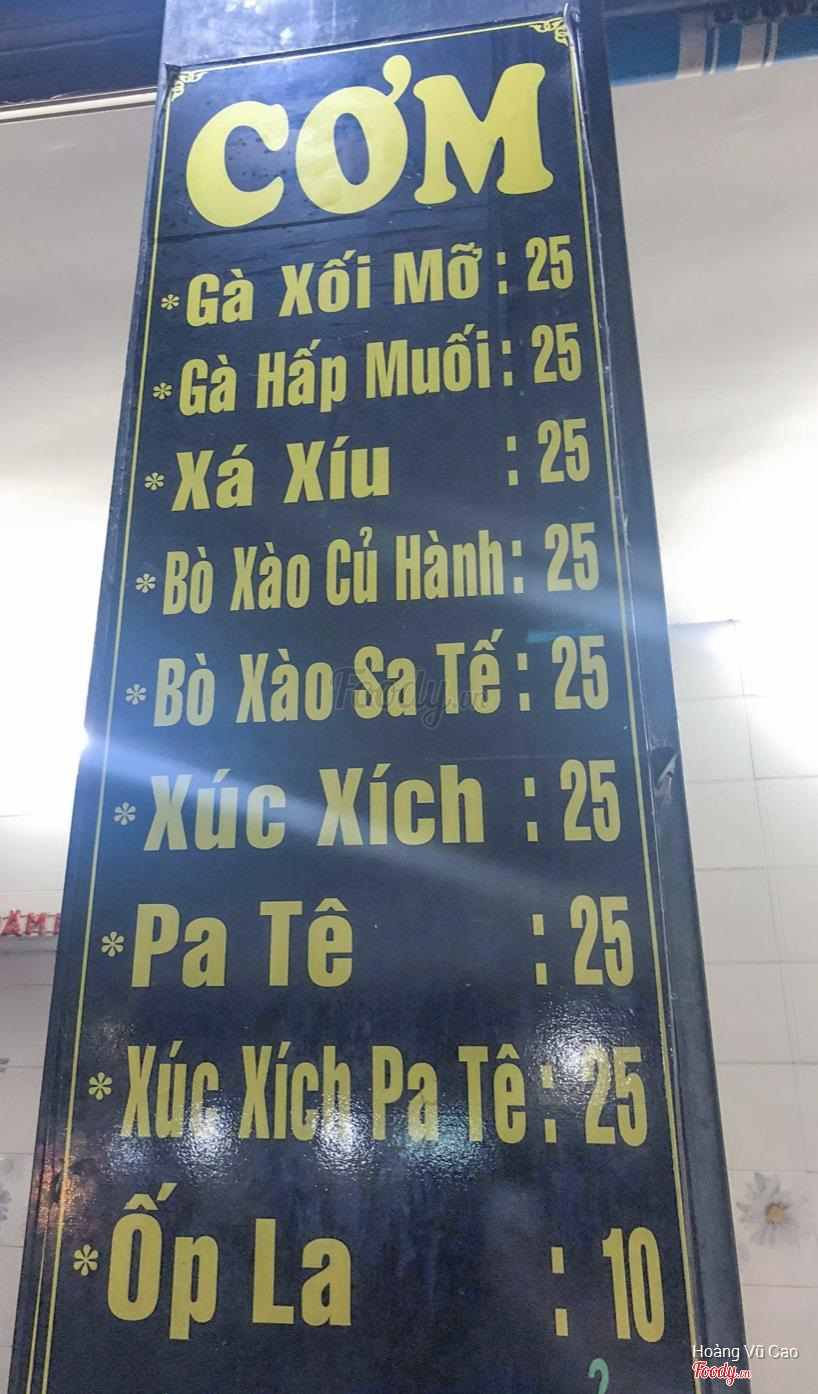 CƠM
* Gà Xối Mỡ : 25
* Gà Hấp Muối : 25
* Xá Xíu : 25
* Bò Xào Củ Hành : 25
* Bò Xào Sa Tế : 25
* Xúc Xích : 25
* Pa Tê : 25
* Xúc Xích Pa Tê : 25
* Ốp La : 10
Foody.vn
Hoàng Vũ Cao
Foody.vn